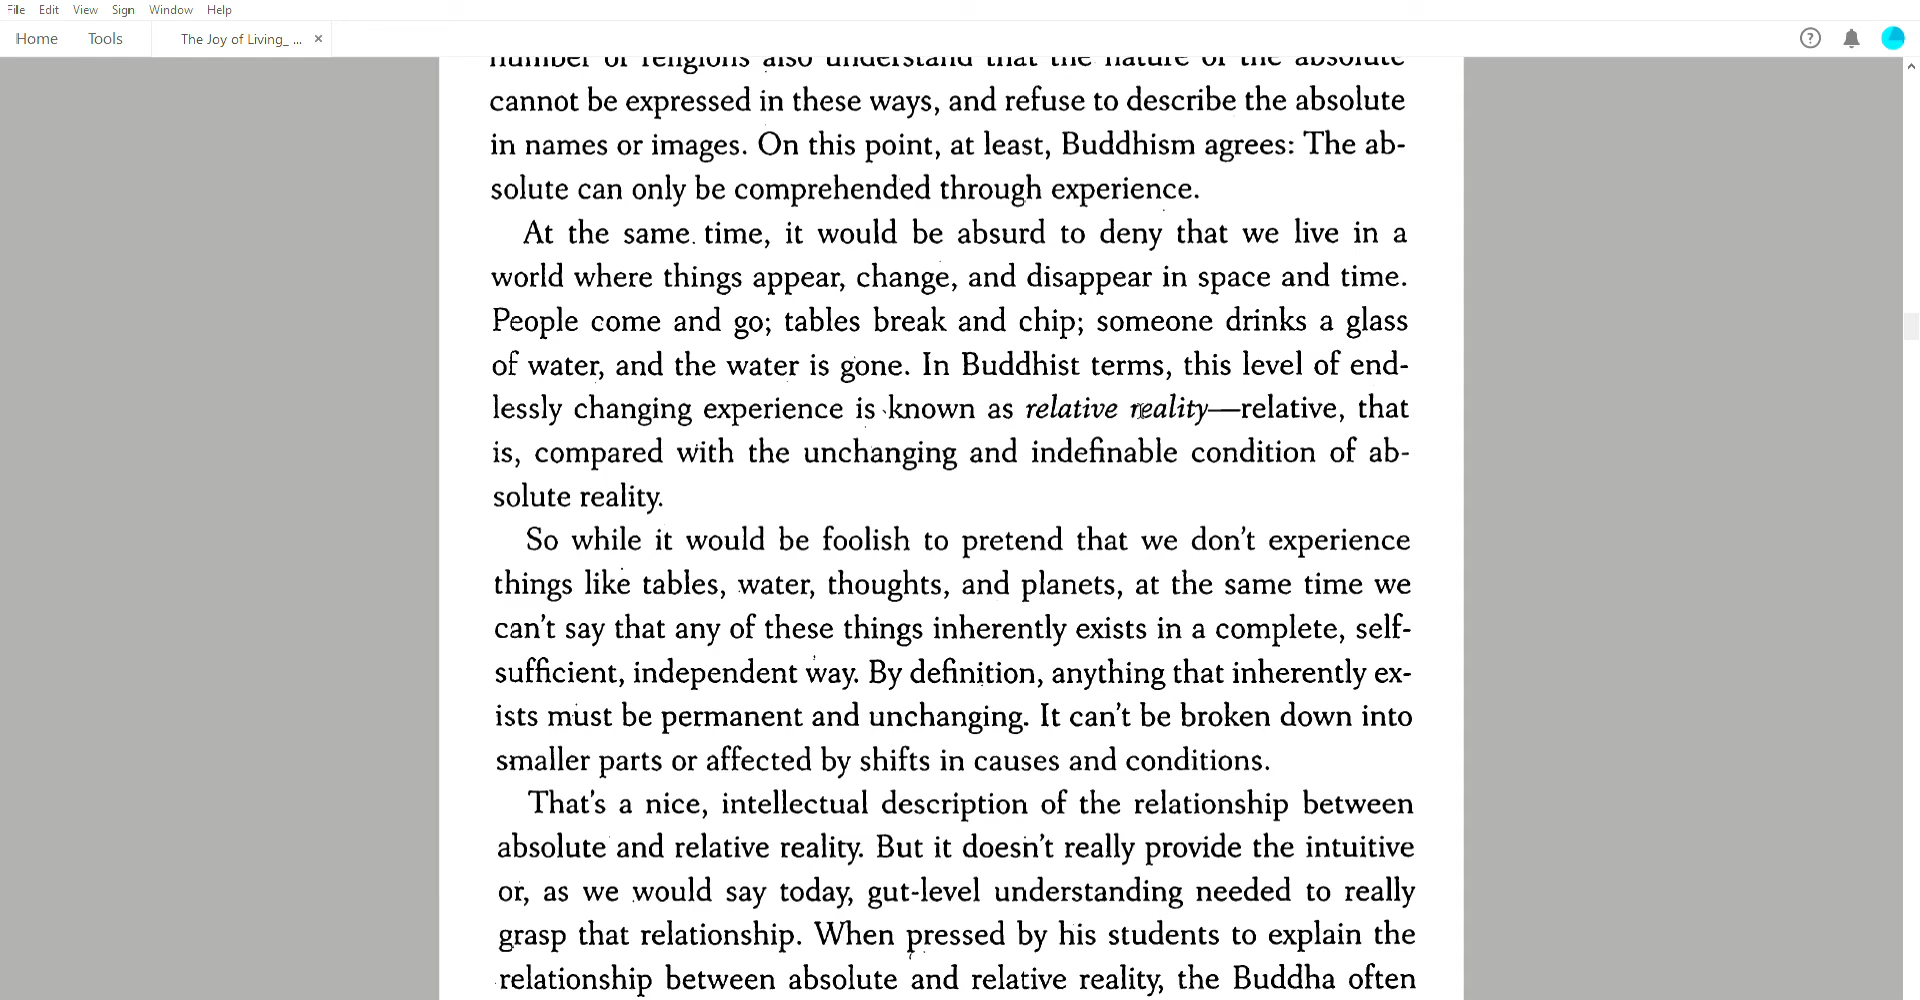 File Edit View Sign Window Help
Home Tools The Joy of Living_ ... ×
number of religions also understand that the nature of the absolute
cannot be expressed in these ways, and refuse to describe the absolute
in names or images. On this point, at least, Buddhism agrees: The ab-
solute can only be comprehended through experience.
At the same time, it would be absurd to deny that we live in a
world where things appear, change, and disappear in space and time.
People come and go; tables break and chip; someone drinks a glass
of water, and the water is gone. In Buddhist terms, this level of end-
lessly changing experience is known as relative reality—relative, that
is, compared with the unchanging and indefinable condition of ab-
solute reality.
So while it would be foolish to pretend that we don't experience
things like tables, water, thoughts, and planets, at the same time we
can't say that any of these things inherently exists in a complete, self-
sufficient, independent way. By definition, anything that inherently ex-
ists must be permanent and unchanging. It can't be broken down into
smaller parts or affected by shifts in causes and conditions.
That's a nice, intellectual description of the relationship between
absolute and relative reality. But it doesn't really provide the intuitive
or, as we would say today, gut-level understanding needed to really
grasp that relationship. When pressed by his students to explain the
relationship between absolute and relative reality, the Buddha often